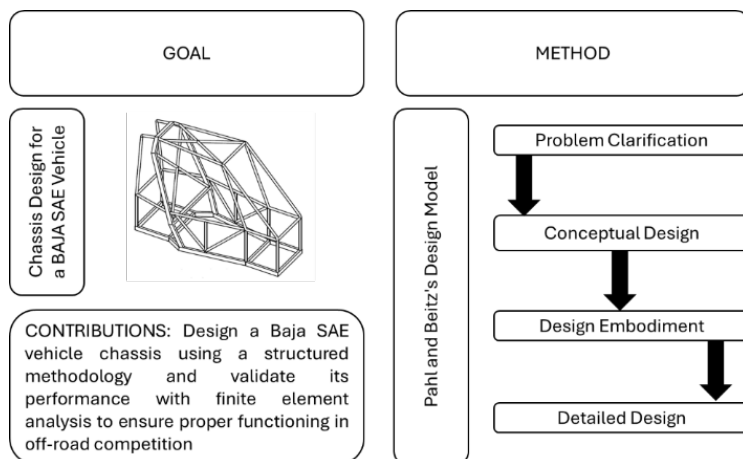 GOAL
Chassis Design for
a BAJA SAE Vehicle
CONTRIBUTIONS: Design a Baja SAE
vehicle chassis using a structured
methodology and validate its
performance with finite element
analysis to ensure proper functioning in
off-road competition
METHOD
Pahl and Beitz's Design Model
Problem Clarification
Conceptual Design
Design Embodiment
Detailed Design